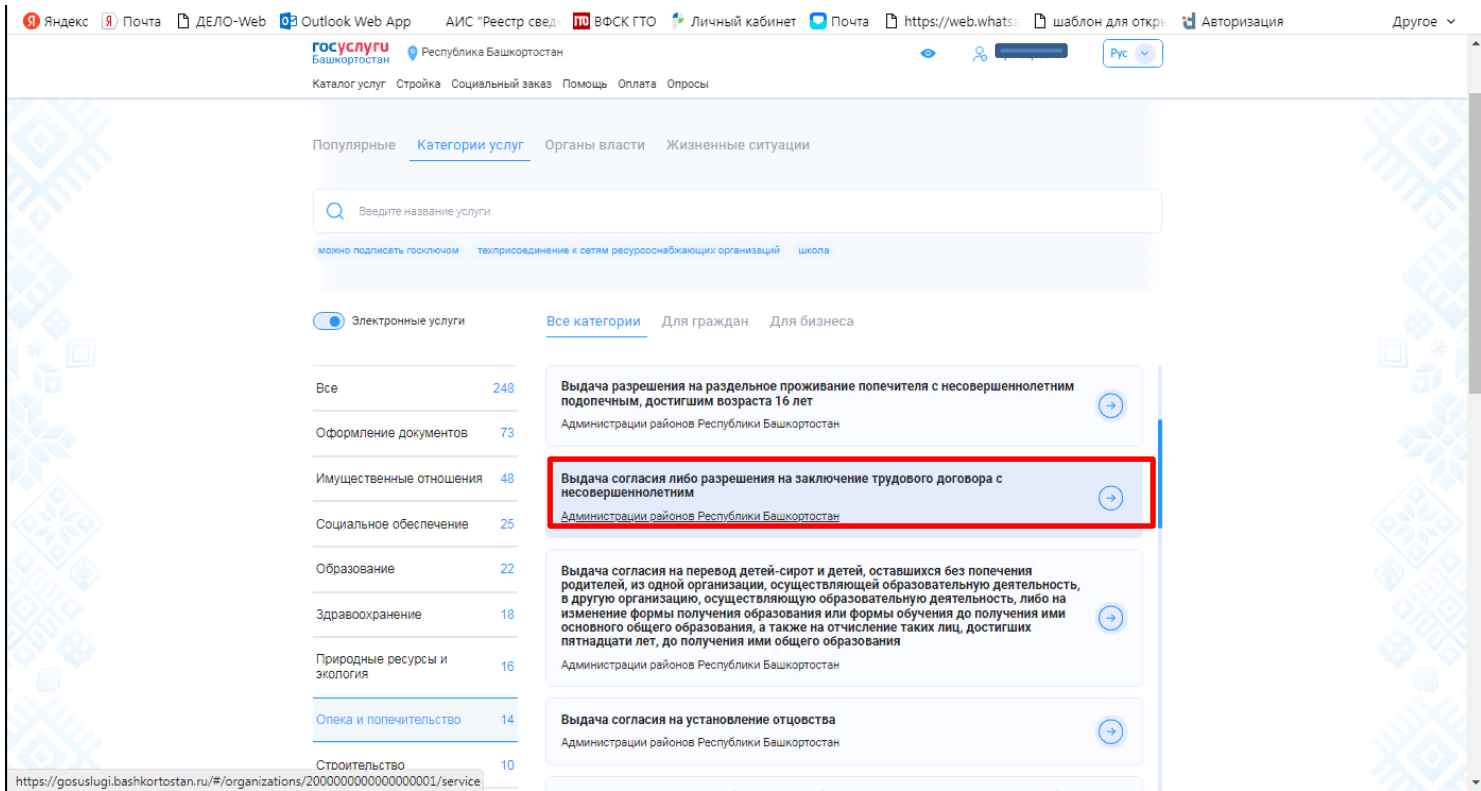 Яндекс Почта ДЕЛО-Web Outlook Web App АИС "Реестр свед ВФСК ГТО Личный кабинет Почта https://web.whatsa шаблон для откры Авторизация Другое
госуслуги
Башкортостан
Республика Башкортостан
Рус
Каталог услуг Стройка Социальный заказ Помощь Оплата Опросы
Популярные Категории услуг Органы власти Жизненные ситуации
Введите название услуги
можно подписать госключом техприсоединение к сетям ресурсоснабжающих организаций школа
Электронные услуги
Все категории Для граждан Для бизнеса
Все 248
Оформление документов 73
Имущественные отношения 48
Социальное обеспечение 25
Образование 22
Здравоохранение 18
Природные ресурсы и
экология 16
Опека и попечительство 14
Строительство 10
Выдача разрешения на раздельное проживание попечителя с несовершеннолетним
подопечным, достигшим возраста 16 лет
Администрации районов Республики Башкортостан
Выдача согласия либо разрешения на заключение трудового договора с
несовершеннолетним
Администрации районов Республики Башкортостан
Выдача согласия на перевод детей-сирот и детей, оставшихся без попечения
родителей, из одной организации, осуществляющей образовательную деятельность,
в другую организацию, осуществляющую образовательную деятельность, либо на
изменение формы получения образования или формы обучения до получения ими
основного общего образования, а также на отчисление таких лиц, достигших
пятнадцати лет, до получения ими общего образования
Администрации районов Республики Башкортостан
Выдача согласия на установление отцовства
Администрации районов Республики Башкортостан
https://gosuslugi.bashkortostan.ru/#/organizations/2000000000000000001/service